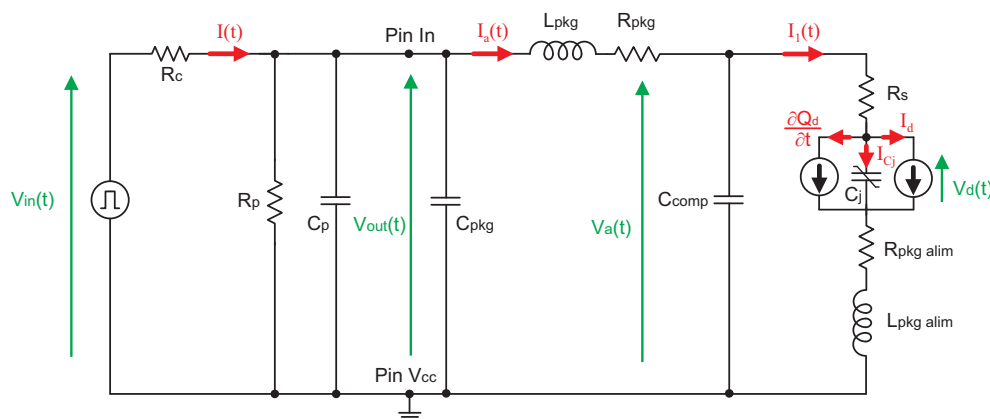 Lpkg Rpkg
I(t) Pin In Ia(t) I1(t)
Rc
Rs
∂Qd
∂t
Id
ICj
Vin(t) Rp Cp Vout(t) Cpkg Va(t) Ccomp Cj Vd(t)
Rpkg alim
Lpkg alim
Pin Vcc